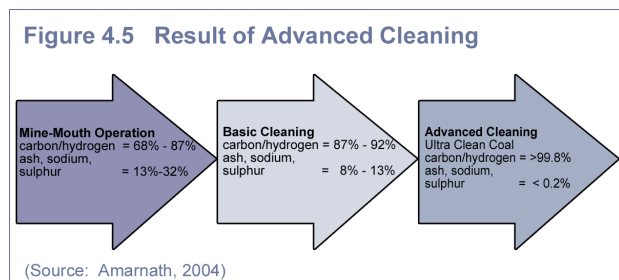 Figure 4.5 Result of Advanced Cleaning
Mine-Mouth Operation
carbon/hydrogen = 68% - 87%
ash, sodium,
sulphur = 13%-32%
Basic Cleaning
carbon/hydrogen = 87% - 92%
ash, sodium,
sulphur = 8% - 13%
Advanced Cleaning
Ultra Clean Coal
carbon/hydrogen = >99.8%
ash, sodium,
sulphur = < 0.2%
(Source: Amarnath, 2004)